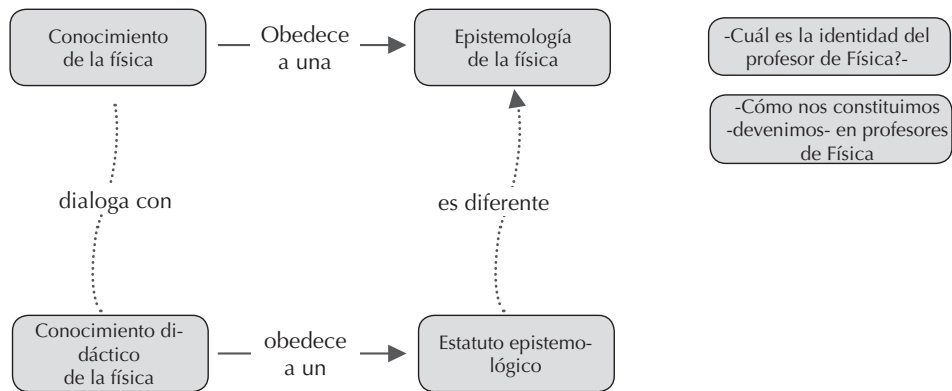 Conocimiento
de la física
Obedece
a una
Epistemología
de la física
-Cuál es la identidad del
profesor de Física?-
-Cómo nos constituimos
-devenimos- en profesores
de Física
dialoga con
es diferente
Conocimiento di-
dáctico
de la física
obedece
a un
Estatuto epistemo-
lógico